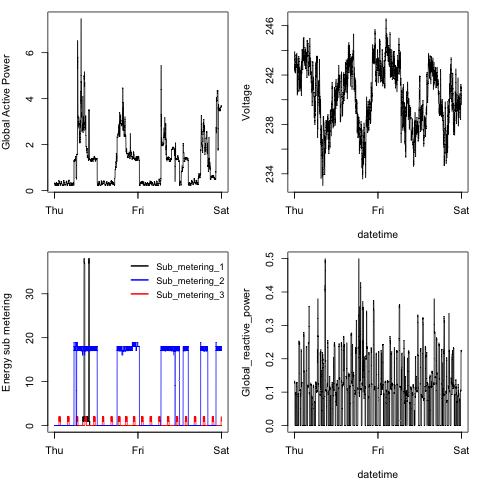 Global Active Power
0 2 4 6
Thu Fri Sat
Voltage
234 238 242 246
Thu Fri Sat
datetime
Energy sub metering
0 10 20 30
Sub_metering_1
Sub_metering_2
Sub_metering_3
Thu Fri Sat
Global_reactive_power
0.0 0.1 0.2 0.3 0.4 0.5
Thu Fri Sat
datetime